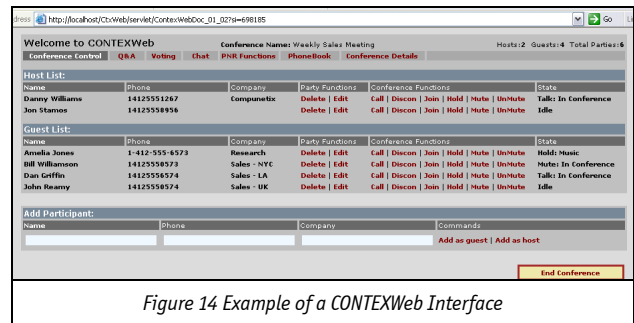 dress http://localhost/CtxWeb/servlet/ContexWebDoc_01_02?si=698185 Go Li
Welcome to CONTEXWeb Conference Name: Weekly Sales Meeting Hosts:2 Guests:4 Total Parties:6
Conference Control Q&A Voting Chat PNR Functions PhoneBook Conference Details
Host List:
Name Phone Company Party Functions Conference Functions State
Danny Williams 14125551267 Compunetix Delete | Edit Call | Discon | Join | Hold | Mute | UnMute Talk: In Conference
Jon Stamos 14125558956 Delete | Edit Call | Discon | Join | Hold | Mute | UnMute Idle
Guest List:
Name Phone Company Party Functions Conference Functions State
Amelia Jones 1-412-555-6573 Research Delete | Edit Call | Discon | Join | Hold | Mute | UnMute Hold: Music
Bill Williamson 14125550573 Sales - NYC Delete | Edit Call | Discon | Join | Hold | Mute | UnMute Mute: In Conference
Dan Griffin 14125556574 Sales - LA Delete | Edit Call | Discon | Join | Hold | Mute | UnMute Talk: In Conference
John Reamy 14125550574 Sales - UK Delete | Edit Call | Discon | Join | Hold | Mute | UnMute Idle
Add Participant:
Name Phone Company Commands
Add as guest | Add as host
End Conference
Figure 14 Example of a CONTEXWeb Interface